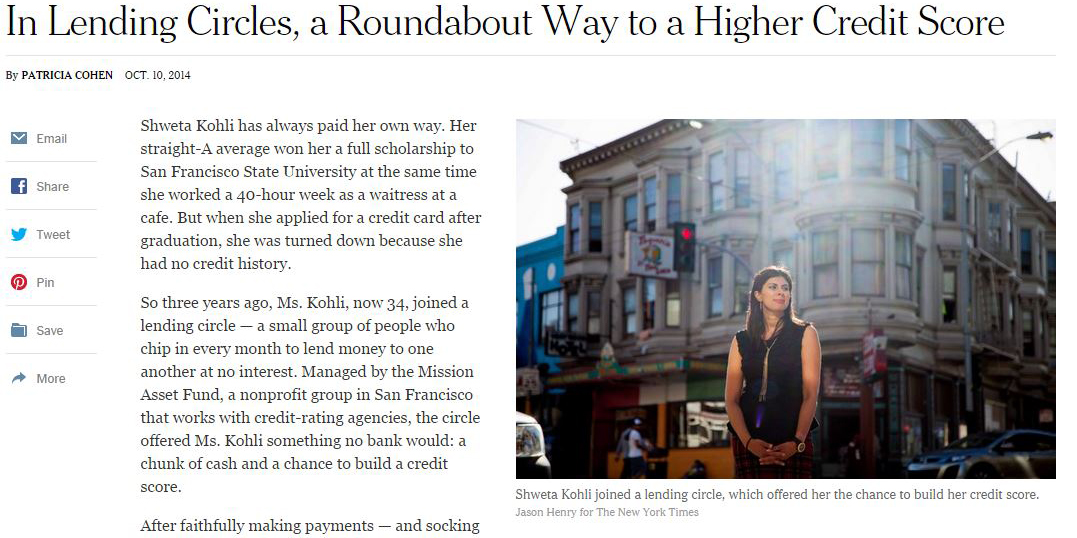 In Lending Circles, a Roundabout Way to a Higher Credit Score
By PATRICIA COHEN OCT. 10, 2014
Email
Share
Tweet
Pin
Save
More
Shweta Kohli has always paid her own way. Her
straight-A average won her a full scholarship to
San Francisco State University at the same time
she worked a 40-hour week as a waitress at a
cafe. But when she applied for a credit card after
graduation, she was turned down because she
had no credit history.
So three years ago, Ms. Kohli, now 34, joined a
lending circle — a small group of people who
chip in every month to lend money to one
another at no interest. Managed by the Mission
Asset Fund, a nonprofit group in San Francisco
that works with credit-rating agencies, the circle
offered Ms. Kohli something no bank would: a
chunk of cash and a chance to build a credit
score.
After faithfully making payments — and socking
Shweta Kohli joined a lending circle, which offered her the chance to build her credit score.
Jason Henry for The New York Times